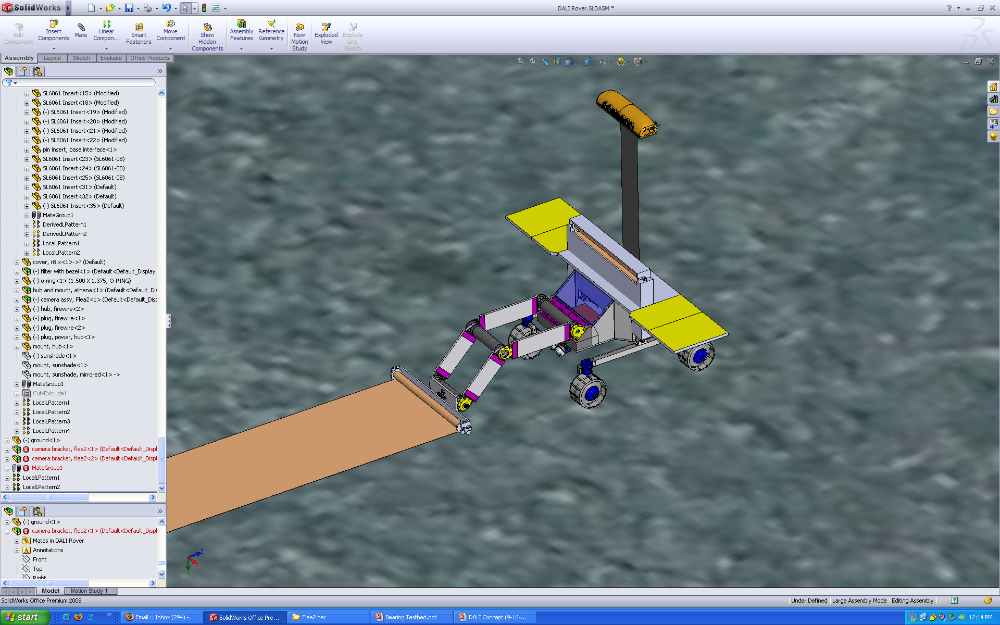 SolidWorks
DALI Rover.SLDASM *
Edit Component
Insert Components
Mate
Linear Compon...
Smart Fasteners
Move Component
Show Hidden Components
Assembly Features
Reference Geometry
New Motion Study
Exploded View
Explode Line Sketch
Assembly
Layout
Sketch
Evaluate
Office Products
SL6061 Insert<15> (Modified)
SL6061 Insert<18> (Modified)
(-) SL6061 Insert<19> (Modified)
(-) SL6061 Insert<20> (Modified)
(-) SL6061 Insert<21> (Modified)
(-) SL6061 Insert<22> (Modified)
pin insert, base interface<1>
SL6061 Insert<23> (SL6061-08)
SL6061 Insert<24> (SL6061-08)
SL6061 Insert<25> (SL6061-08)
SL6061 Insert<31> (Default)
SL6061 Insert<32> (Default)
(-) SL6061 Insert<35> (Default)
MateGroup1
DerivedLPattern1
DerivedLPattern2
LocalLPattern1
LocalLPattern2
cover, r8.x<1>->? (Default)
(-) filter with bezel<1> (Default<Default_Display
(-) o-ring<1> (1.500 X 1.375, O-RING)
hub and mount, athena<1> (Default<Default_Dis
(-) camera assy, Flea2<1> (Default<Default_Disp
(-) hub, firewire<2>
(-) plug, firewire<1>
(-) plug, firewire<2>
(-) plug, power, hub<1>
mount, hub<1>
(-) sunshade<1>
mount, sunshade<1>
mount, sunshade, mirrored<1> ->
MateGroup1
Cut-Extrude1
LocalLPattern1
LocalLPattern2
LocalLPattern3
LocalLPattern4
(-) ground<1>
camera bracket, flea2<1> (Default<Default_Displ
camera bracket, flea2<2> (Default<Default_Displ
MateGroup1
LocalLPattern1
LocalLPattern2
(-) ground<1>
camera bracket, flea2<1> (Default<Default_Displ
Mates in DALI Rover
Annotations
Front
Top
Right
Z
X
Y
Model
Motion Study 1
SolidWorks Office Premium 2008
Under Defined
Large Assembly Mode
Editing Assembly
start
Email :: Inbox (294) -...
SolidWorks Office Pre...
Flea2 bar
Bearing Testbed.ppt
DALI Concept (9-16-...
12:14 PM